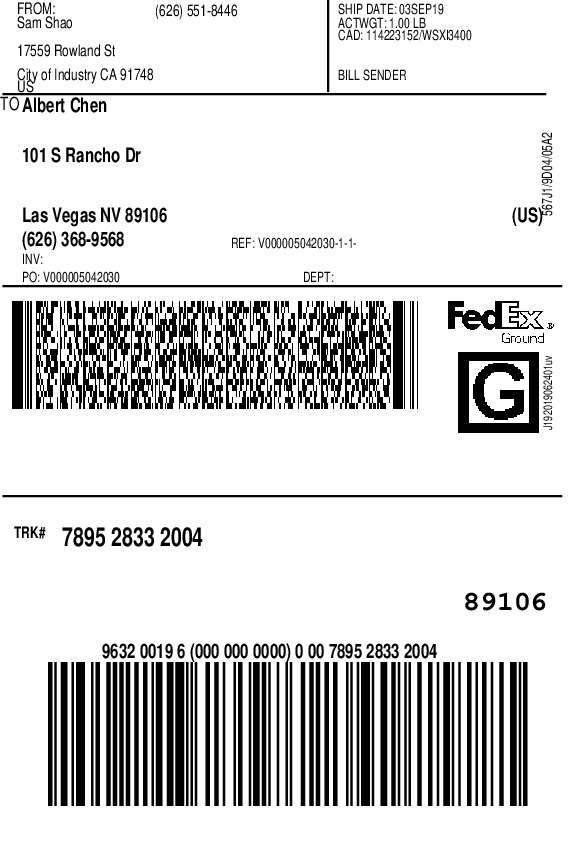 FROM: (626) 551-8446
Sam Shao
17559 Rowland St
City of Industry CA 91748
US
SHIP DATE: 03SEP19
ACTWGT: 1.00 LB
CAD: 114223152/WSXI3400
BILL SENDER
TO Albert Chen
101 S Rancho Dr
Las Vegas NV 89106 (US)
(626) 368-9568 REF: V000005042030-1-1-
INV:
PO: V000005042030 DEPT:
567J1/9D04/05A2
FedEx®
Ground
G
J192019062401uv
TRK# 7895 2833 2004
89106
9632 0019 6 (000 000 0000) 0 00 7895 2833 2004